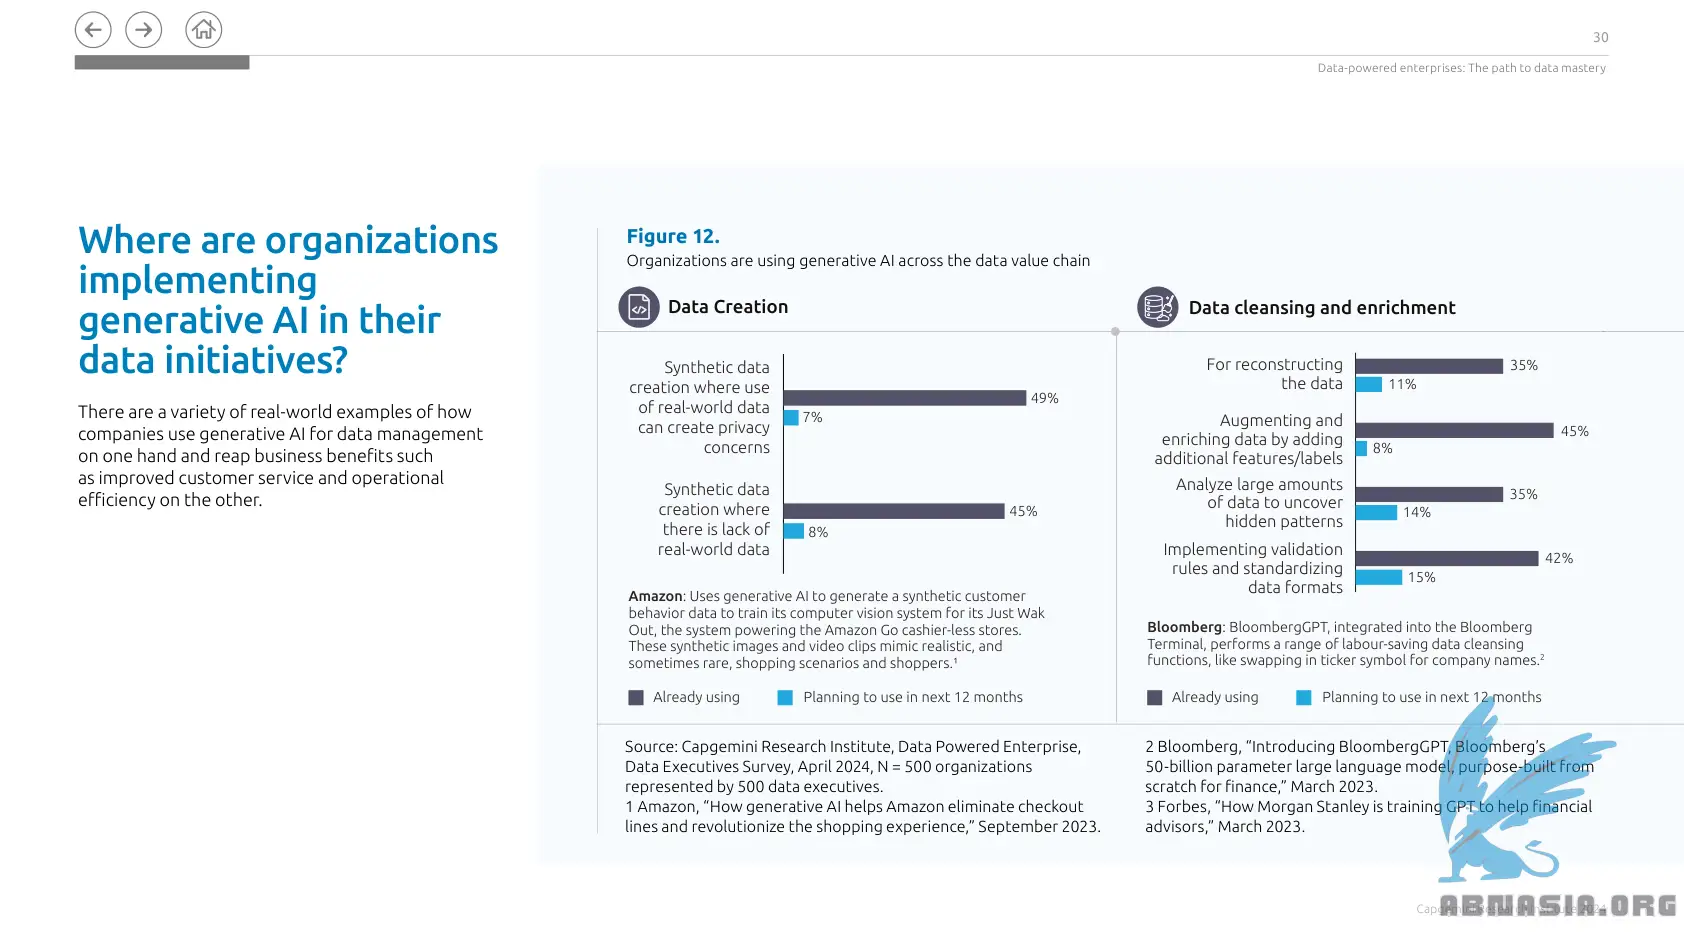 30
Data-powered enterprises: The path to data mastery
Where are organizations
implementing
generative AI in their
data initiatives?
There are a variety of real-world examples of how
companies use generative AI for data management
on one hand and reap business benefits such
as improved customer service and operational
efficiency on the other.
Figure 12.
Organizations are using generative AI across the data value chain
Data Creation
Synthetic data
creation where use
of real-world data
can create privacy
concerns
49%
7%
Synthetic data
creation where
there is lack of
real-world data
45%
8%
Amazon: Uses generative AI to generate a synthetic customer
behavior data to train its computer vision system for its Just Wak
Out, the system powering the Amazon Go cashier-less stores.
These synthetic images and video clips mimic realistic, and
sometimes rare, shopping scenarios and shoppers.¹
Already using
Planning to use in next 12 months
Data cleansing and enrichment
For reconstructing
the data
35%
11%
Augmenting and
enriching data by adding
additional features/labels
45%
8%
Analyze large amounts
of data to uncover
hidden patterns
35%
14%
Implementing validation
rules and standardizing
data formats
42%
15%
Bloomberg: BloombergGPT, integrated into the Bloomberg
Terminal, performs a range of labour-saving data cleansing
functions, like swapping in ticker symbol for company names.²
Already using
Planning to use in next 12 months
Source: Capgemini Research Institute, Data Powered Enterprise,
Data Executives Survey, April 2024, N = 500 organizations
represented by 500 data executives.
1 Amazon, “How generative AI helps Amazon eliminate checkout
lines and revolutionize the shopping experience,” September 2023.
2 Bloomberg, “Introducing BloombergGPT, Bloomberg’s
50-billion parameter large language model, purpose-built from
scratch for finance,” March 2023.
3 Forbes, “How Morgan Stanley is training GPT to help financial
advisors,” March 2023.
Capgemini Research Institute 2024
ABNASIA.ORG